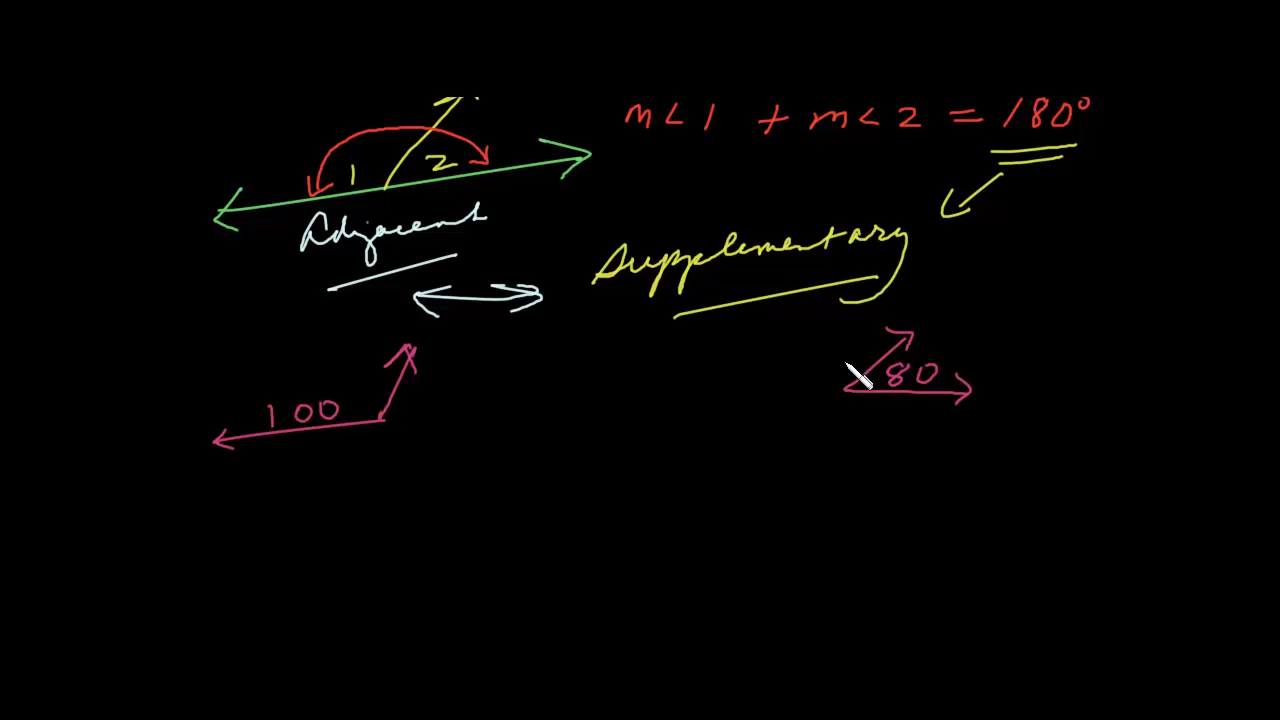 m<1 + m<2 = 180°
1 2
Adjacent
Supplementary
100
80